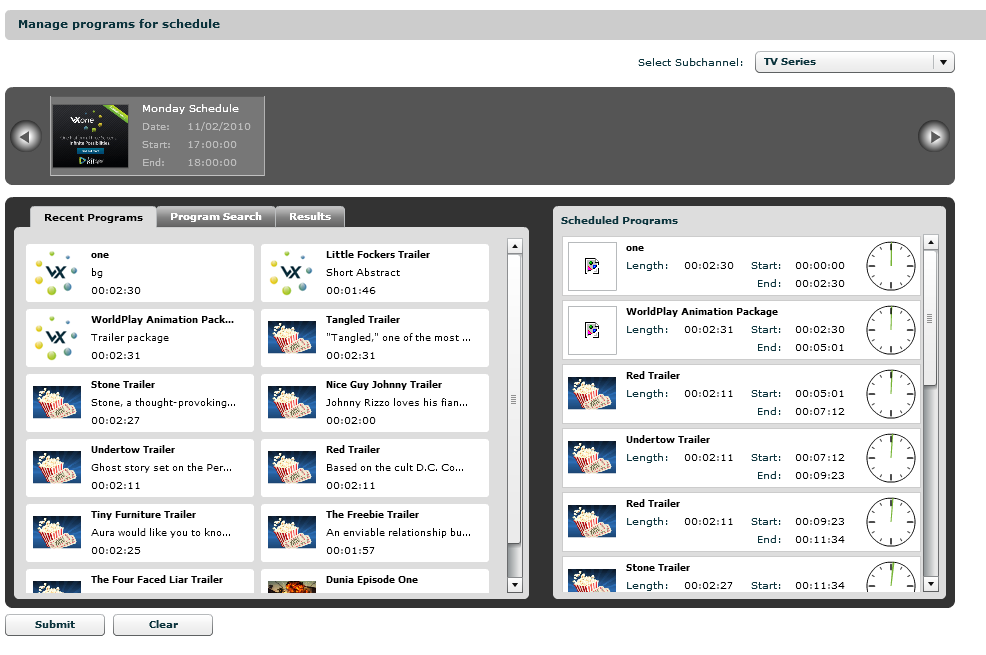 Manage programs for schedule
Select Subchannel: TV Series
Monday Schedule
Date: 11/02/2010
Start: 17:00:00
End: 18:00:00
VXone
Infinite Possibilities
Recent Programs
Program Search
Results
one
bg
00:02:30
Little Fockers Trailer
Short Abstract
00:01:46
WorldPlay Animation Pack...
Trailer package
00:02:31
Tangled Trailer
"Tangled," one of the most ...
00:02:31
Stone Trailer
Stone, a thought-provoking...
00:02:27
Nice Guy Johnny Trailer
Johnny Rizzo loves his fian...
00:02:00
Undertow Trailer
Ghost story set on the Per...
00:02:11
Red Trailer
Based on the cult D.C. Co...
00:02:11
Tiny Furniture Trailer
Aura would like you to kno...
00:02:25
The Freebie Trailer
An enviable relationship bu...
00:01:57
The Four Faced Liar Trailer
Dunia Episode One
VX
VX
VX
Scheduled Programs
one
Length: 00:02:30 Start: 00:00:00
End: 00:02:30
WorldPlay Animation Package
Length: 00:02:31 Start: 00:02:30
End: 00:05:01
Red Trailer
Length: 00:02:11 Start: 00:05:01
End: 00:07:12
Undertow Trailer
Length: 00:02:11 Start: 00:07:12
End: 00:09:23
Red Trailer
Length: 00:02:11 Start: 00:09:23
End: 00:11:34
Stone Trailer
Length: 00:02:27 Start: 00:11:34
Submit
Clear